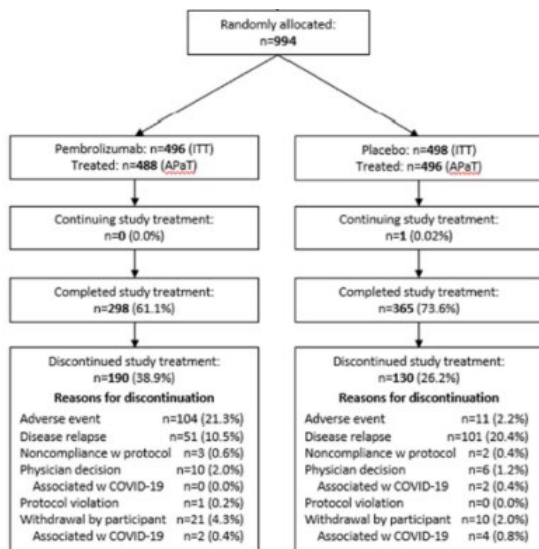 Randomly allocated:
n=994
Pembrolizumab: n=496 (ITT)
Treated: n=488 (APaT)
Placebo: n=498 (ITT)
Treated: n=496 (APaT)
Continuing study treatment:
n=0 (0.0%)
Continuing study treatment:
n=1 (0.02%)
Completed study treatment:
n=298 (61.1%)
Completed study treatment:
n=365 (73.6%)
Discontinued study treatment:
n=190 (38.9%)
Reasons for discontinuation
Adverse event n=104 (21.3%)
Disease relapse n=51 (10.5%)
Noncompliance w protocol n=3 (0.6%)
Physician decision n=10 (2.0%)
Associated w COVID-19 n=0 (0.0%)
Protocol violation n=1 (0.2%)
Withdrawal by participant n=21 (4.3%)
Associated w COVID-19 n=2 (0.4%)
Discontinued study treatment:
n=130 (26.2%)
Reasons for discontinuation
Adverse event n=11 (2.2%)
Disease relapse n=101 (20.4%)
Noncompliance w protocol n=2 (0.4%)
Physician decision n=6 (1.2%)
Associated w COVID-19 n=2 (0.4%)
Protocol violation n=0 (0.0%)
Withdrawal by participant n=10 (2.0%)
Associated w COVID-19 n=4 (0.8%)